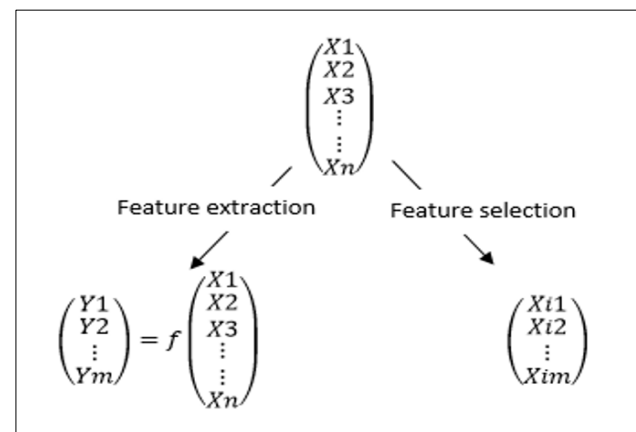 X1
X2
X3
⋮
⋮
Xn
Feature extraction
Feature selection
Y1
Y2
⋮
Ym
= f
X1
X2
X3
⋮
⋮
Xn
Xi1
Xi2
⋮
Xim